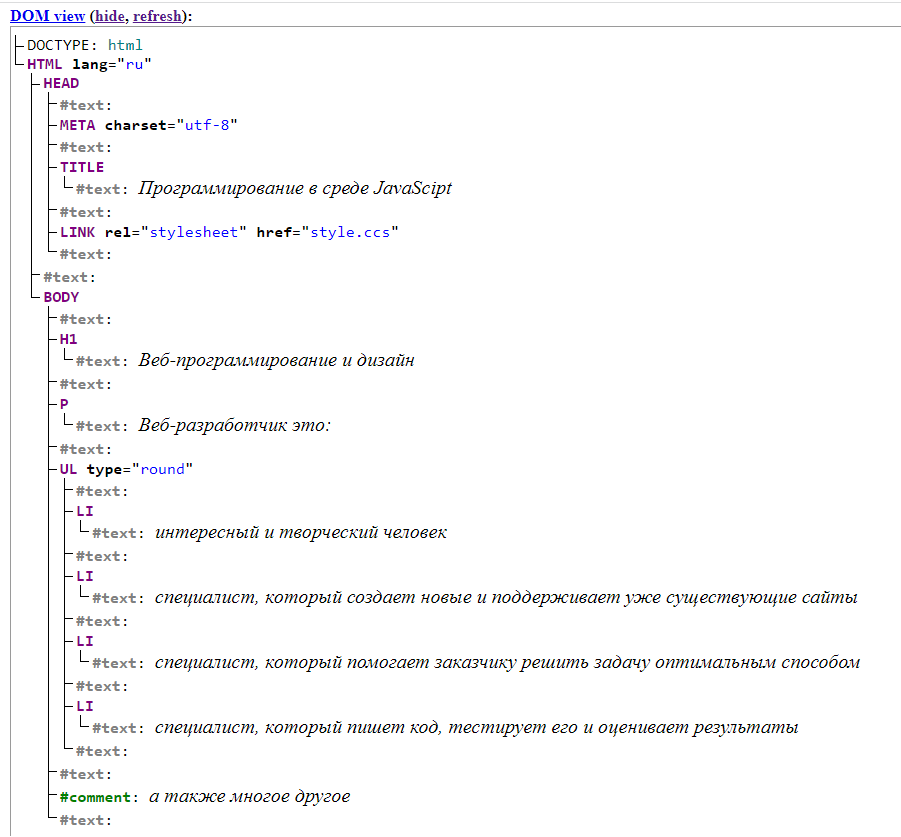 DOM view (hide, refresh):
DOCTYPE: html
HTML lang="ru"
HEAD
#text:
META charset="utf-8"
#text:
TITLE
#text: Программирование в среде JavaScipt
#text:
LINK rel="stylesheet" href="style.ccs"
#text:
#text:
BODY
#text:
H1
#text: Веб-программирование и дизайн
#text:
P
#text: Веб-разработчик это:
#text:
UL type="round"
#text:
LI
#text: интересный и творческий человек
#text:
LI
#text: специалист, который создает новые и поддерживает уже существующие сайты
#text:
LI
#text: специалист, который помогает заказчику решить задачу оптимальным способом
#text:
LI
#text: специалист, который пишет код, тестирует его и оценивает результаты
#text:
#text:
#comment: а также многое другое
#text: